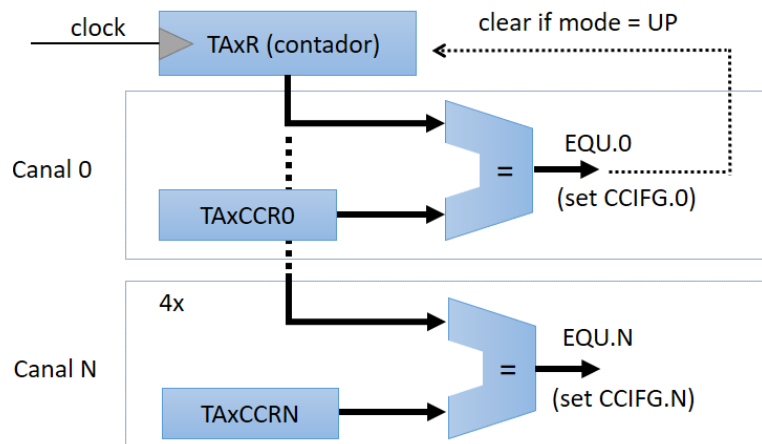 clock
TAxR (contador)
clear if mode = UP
Canal 0
TAxCCR0
=
EQU.0
(set CCIFG.0)
4x
Canal N
TAxCCRN
=
EQU.N
(set CCIFG.N)